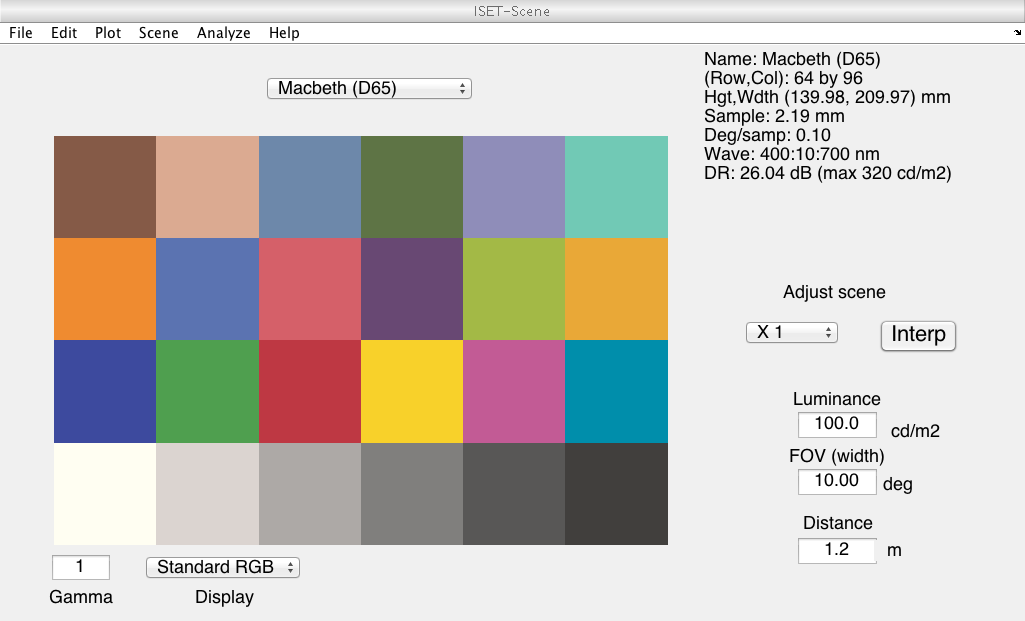 ISET-Scene
File Edit Plot Scene Analyze Help
Macbeth (D65)
Name: Macbeth (D65)
(Row,Col): 64 by 96
Hgt,Wdth (139.98, 209.97) mm
Sample: 2.19 mm
Deg/samp: 0.10
Wave: 400:10:700 nm
DR: 26.04 dB (max 320 cd/m2)
Adjust scene
X 1 Interp
Luminance
100.0 cd/m2
FOV (width)
10.00 deg
Distance
1.2 m
1 Standard RGB
Gamma Display